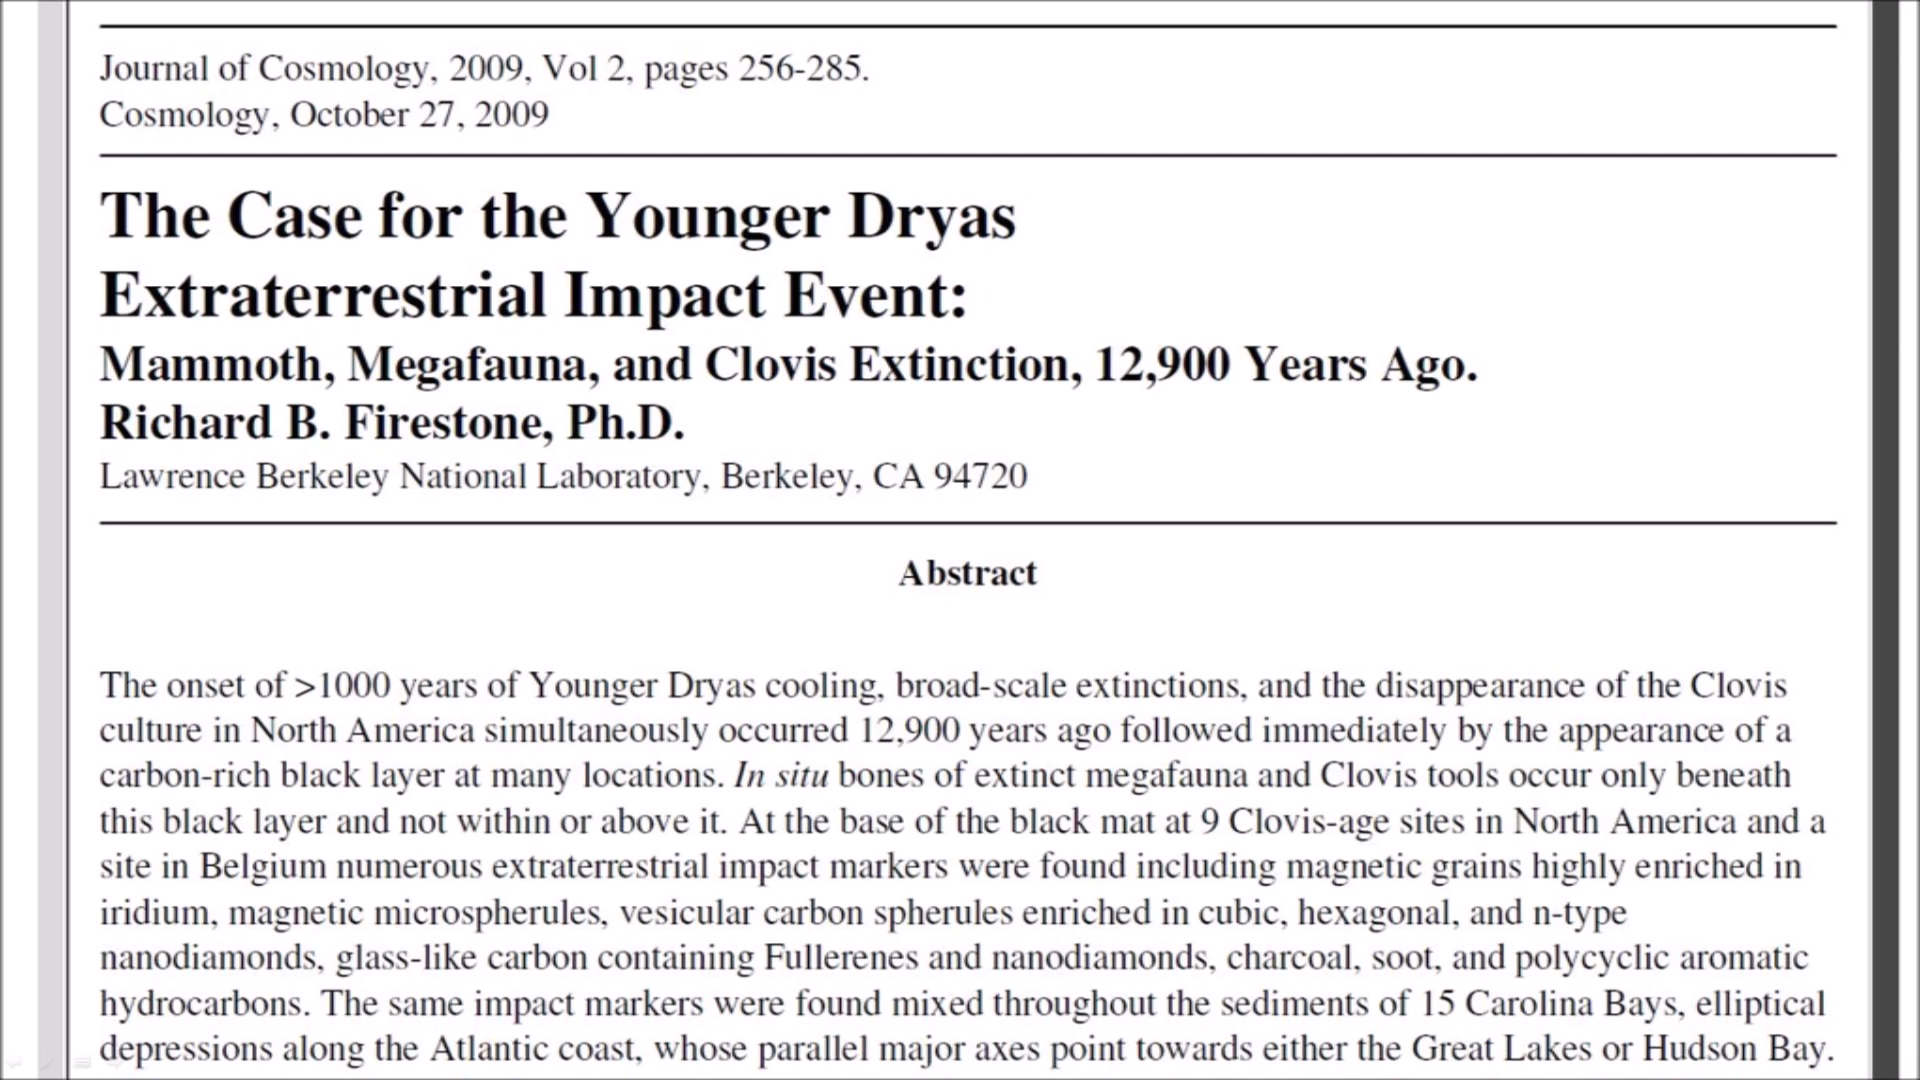 Journal of Cosmology, 2009, Vol 2, pages 256-285.
Cosmology, October 27, 2009
The Case for the Younger Dryas
Extraterrestrial Impact Event:
Mammoth, Megafauna, and Clovis Extinction, 12,900 Years Ago.
Richard B. Firestone, Ph.D.
Lawrence Berkeley National Laboratory, Berkeley, CA 94720
Abstract
The onset of >1000 years of Younger Dryas cooling, broad-scale extinctions, and the disappearance of the Clovis
culture in North America simultaneously occurred 12,900 years ago followed immediately by the appearance of a
carbon-rich black layer at many locations. In situ bones of extinct megafauna and Clovis tools occur only beneath
this black layer and not within or above it. At the base of the black mat at 9 Clovis-age sites in North America and a
site in Belgium numerous extraterrestrial impact markers were found including magnetic grains highly enriched in
iridium, magnetic microspherules, vesicular carbon spherules enriched in cubic, hexagonal, and n-type
nanodiamonds, glass-like carbon containing Fullerenes and nanodiamonds, charcoal, soot, and polycyclic aromatic
hydrocarbons. The same impact markers were found mixed throughout the sediments of 15 Carolina Bays, elliptical
depressions along the Atlantic coast, whose parallel major axes point towards either the Great Lakes or Hudson Bay.